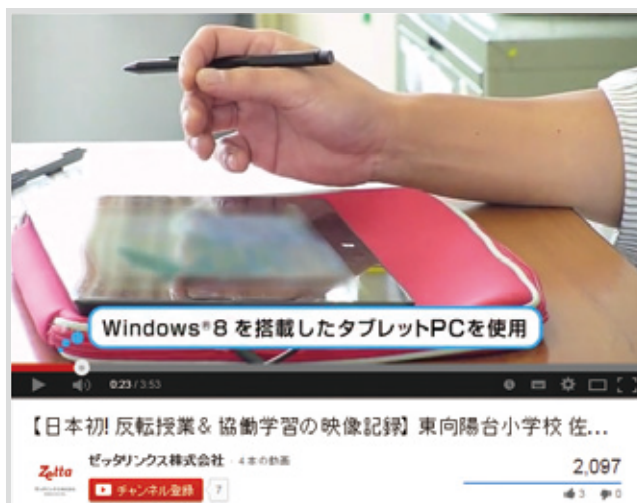 Windows®8 を搭載したタブレットPCを使用
0:23 / 3:53
【日本初! 反転授業& 協働学習の映像記録】 東向陽台小学校 佐...
Zetta
ゼッタリンクス株式会社 · 4 本の動画
チャンネル登録 7
2,097
3 0